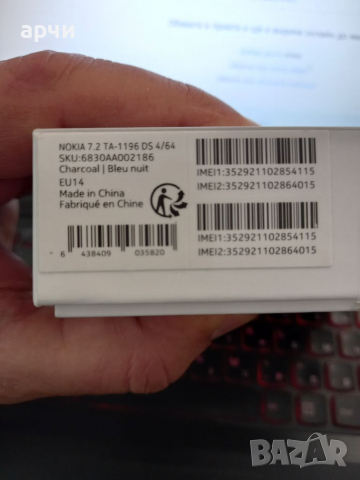 арчи
NOKIA 7.2 TA-1196 DS 4/64
SKU:6830AA002186
Charcoal | Bleu nuit
EU14
Made in China
Fabriqué en Chine
6 438409 035820
IMEI1:352921102854115
IMEI2:352921102864015
IMEI1:352921102854115
IMEI2:352921102864015
BAZAR